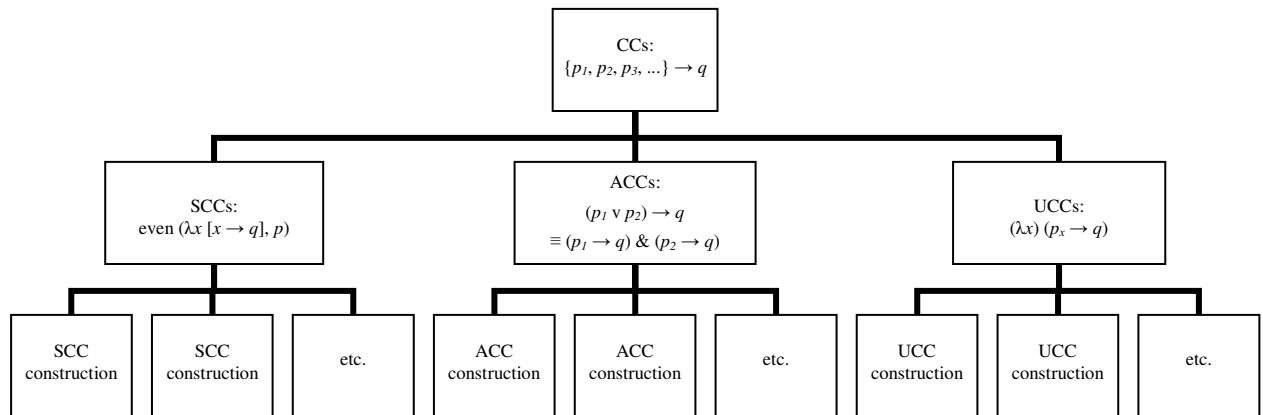 CCs:
{p1, p2, p3, ...} → q
SCCs:
even (λx [x → q], p)
ACCs:
(p1 v p2) → q
≡ (p1 → q) & (p2 → q)
UCCs:
(λx) (px → q)
SCC
construction
SCC
construction
etc.
ACC
construction
ACC
construction
etc.
UCC
construction
UCC
construction
etc.